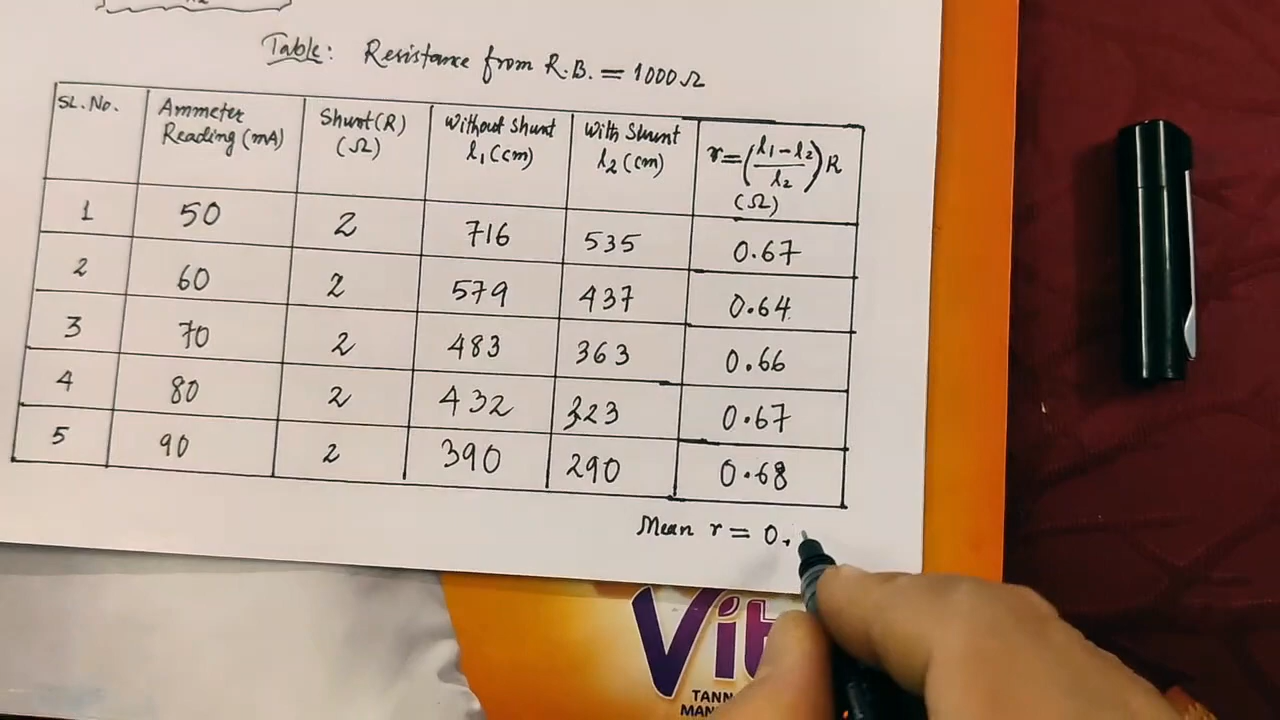 Table: Resistance from R.B. = 1000 Ω
SL. No. | Ammeter Reading (mA) | Shunt (R) (Ω) | Without Shunt l₁ (cm) | With Shunt l₂ (cm) | r = ((l₁ - l₂)/l₂) R (Ω)
1 | 50 | 2 | 716 | 535 | 0.67
2 | 60 | 2 | 579 | 437 | 0.64
3 | 70 | 2 | 483 | 363 | 0.66
4 | 80 | 2 | 432 | 323 | 0.67
5 | 90 | 2 | 390 | 290 | 0.68
Mean r = 0.
Vit
TANN
MAN